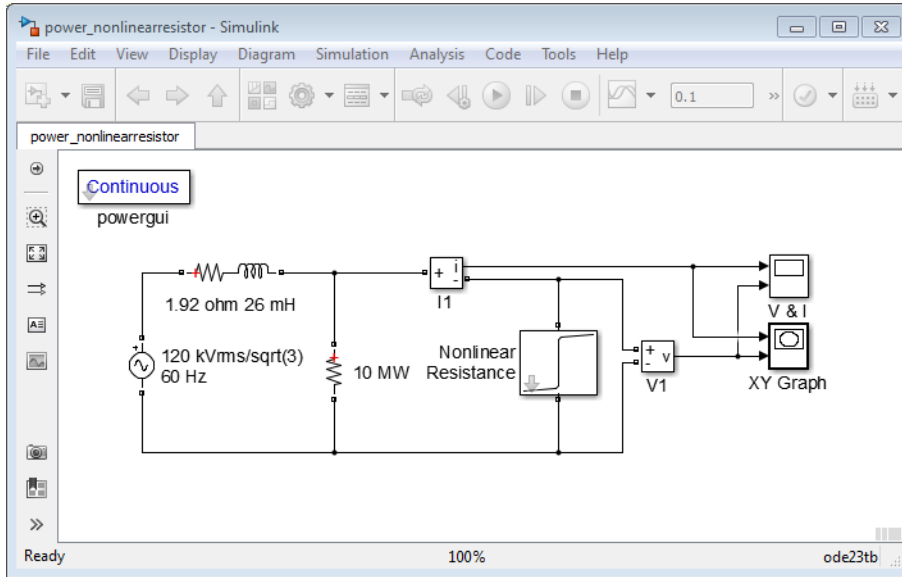 power_nonlinearresistor - Simulink
File Edit View Display Diagram Simulation Analysis Code Tools Help
0.1
»
power_nonlinearresistor
Continuous
powergui
1.92 ohm 26 mH
+ i
-
I1
V & I
120 kVrms/sqrt(3)
60 Hz
+
10 MW
Nonlinear
Resistance
+
- v
V1
XY Graph
A≡
»
Ready 100% ode23tb